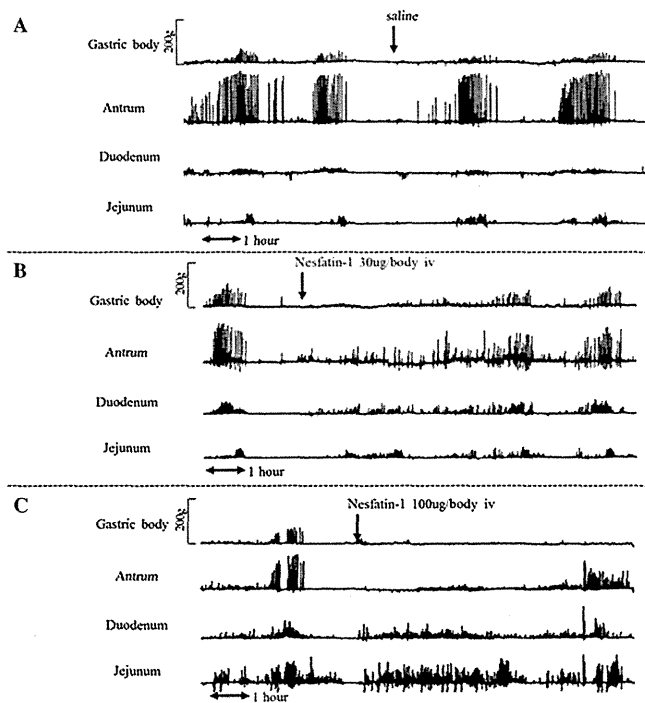 A
saline
Gastric body
200g
Antrum
Duodenum
Jejunum
1 hour
B
Nesfatin-1 30ug/body iv
Gastric body
200g
Antrum
Duodenum
Jejunum
1 hour
C
Nesfatin-1 100ug/body iv
Gastric body
200g
Antrum
Duodenum
Jejunum
1 hour